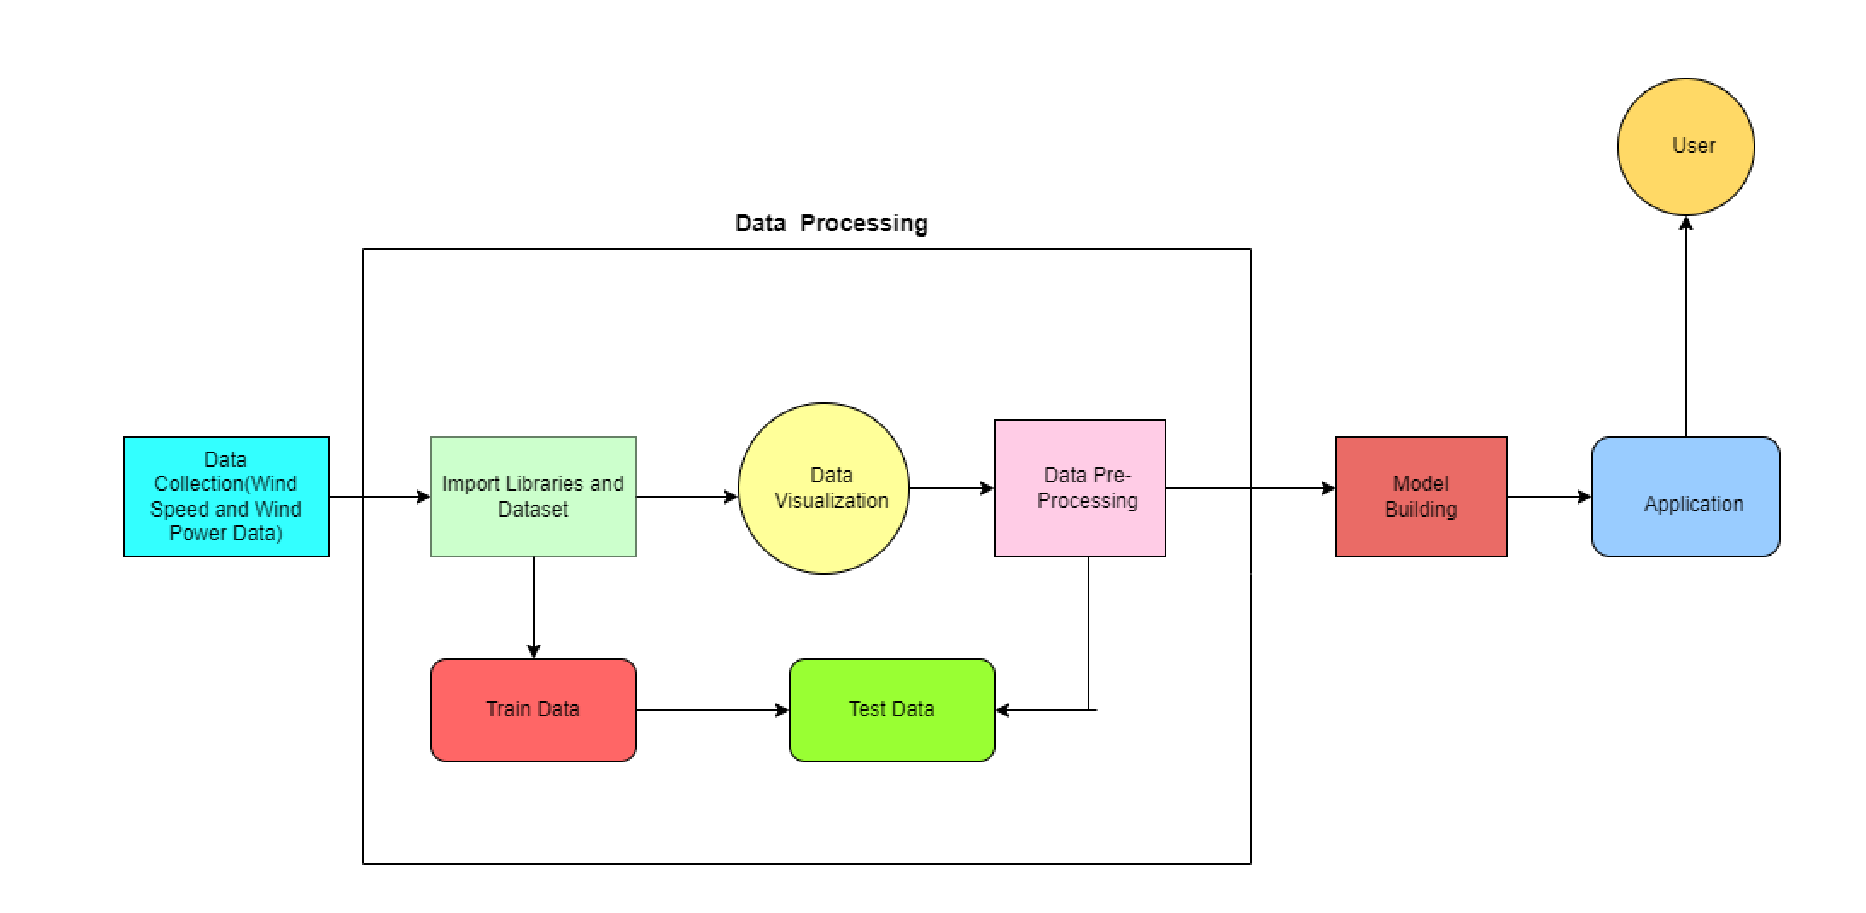 User
Data  Processing
Data
Collection(Wind
Speed and Wind
Power Data)
Import Libraries and
Dataset
Data
Visualization
Data Pre-
Processing
Model
Building
Application
Train Data
Test Data